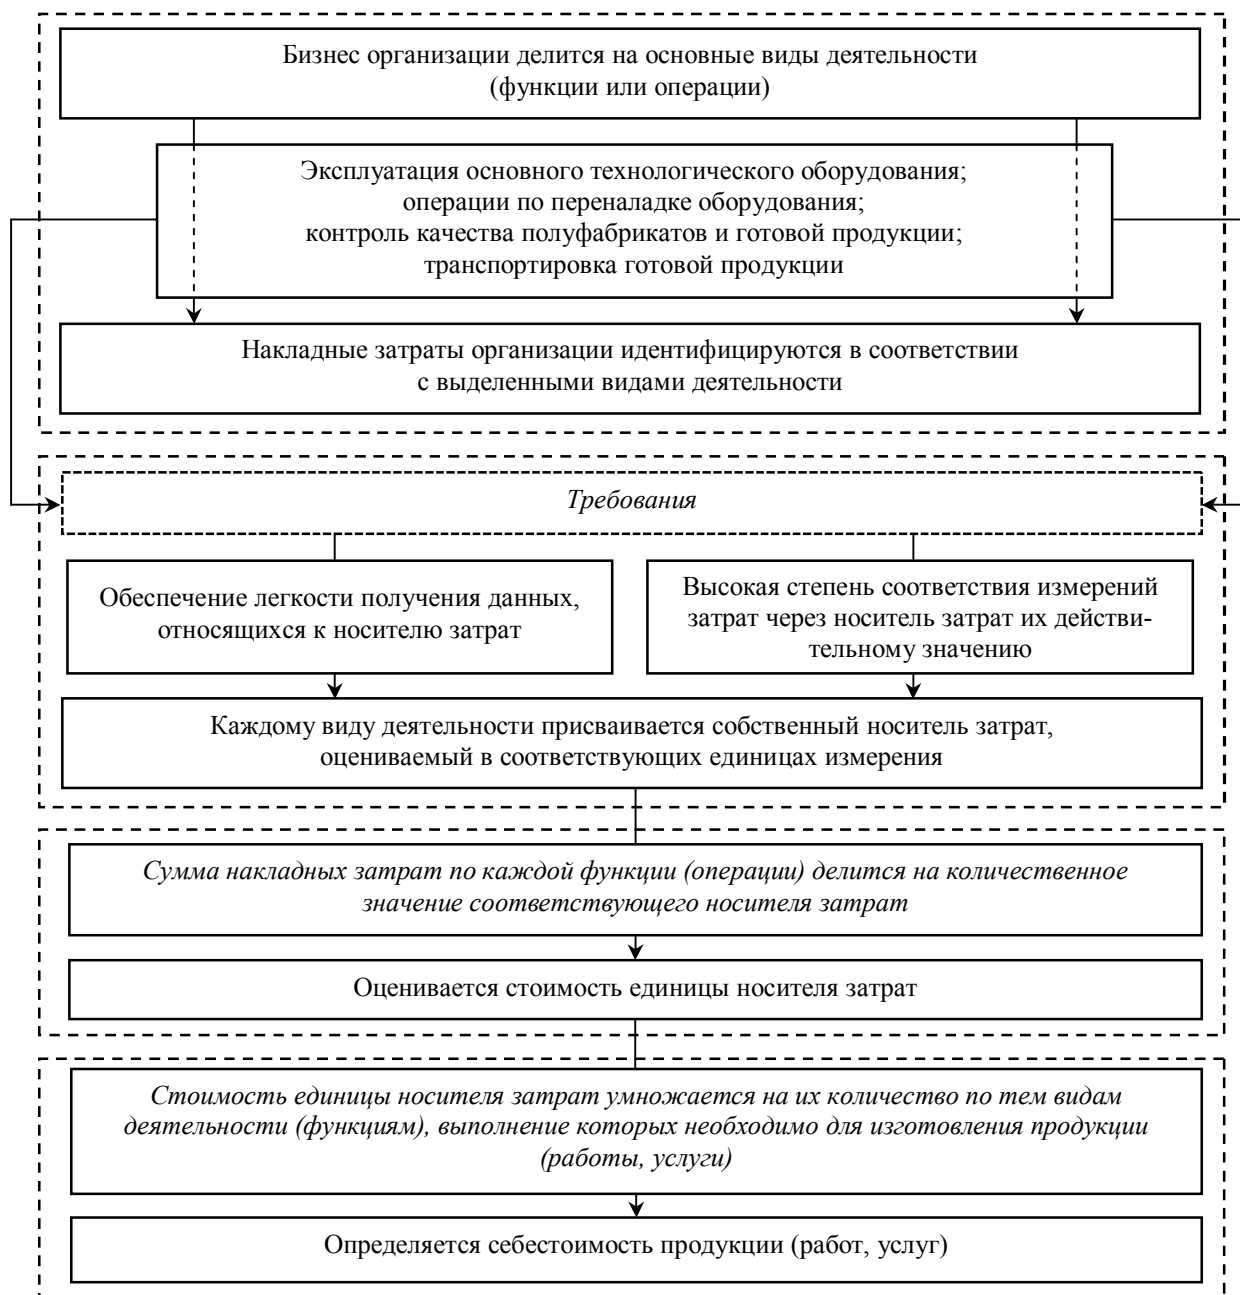 Бизнес организации делится на основные виды деятельности
(функции или операции)
Эксплуатация основного технологического оборудования;
операции по переналадке оборудования;
контроль качества полуфабрикатов и готовой продукции;
транспортировка готовой продукции
Накладные затраты организации идентифицируются в соответствии
с выделенными видами деятельности
Требования
Обеспечение легкости получения данных,
относящихся к носителю затрат
Высокая степень соответствия измерений
затрат через носитель затрат их действи-
тельному значению
Каждому виду деятельности присваивается собственный носитель затрат,
оцениваемый в соответствующих единицах измерения
Сумма накладных затрат по каждой функции (операции) делится на количественное
значение соответствующего носителя затрат
Оценивается стоимость единицы носителя затрат
Стоимость единицы носителя затрат умножается на их количество по тем видам
деятельности (функциям), выполнение которых необходимо для изготовления продукции
(работы, услуги)
Определяется себестоимость продукции (работ, услуг)